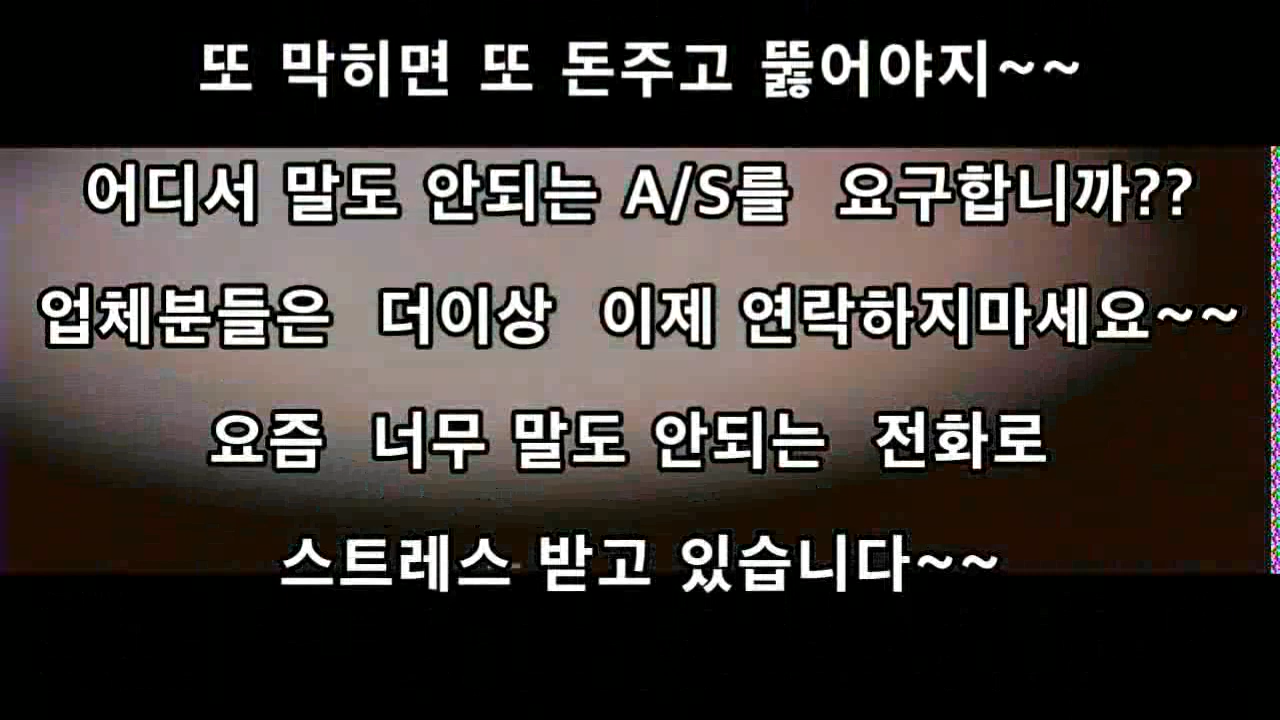 또 막히면 또 돈주고 뚫어야지~~
어디서 말도 안되는 A/S를 요구합니까??
업체분들은 더이상 이제 연락하지마세요~~
요즘 너무 말도 안되는 전화로
스트레스 받고 있습니다~~